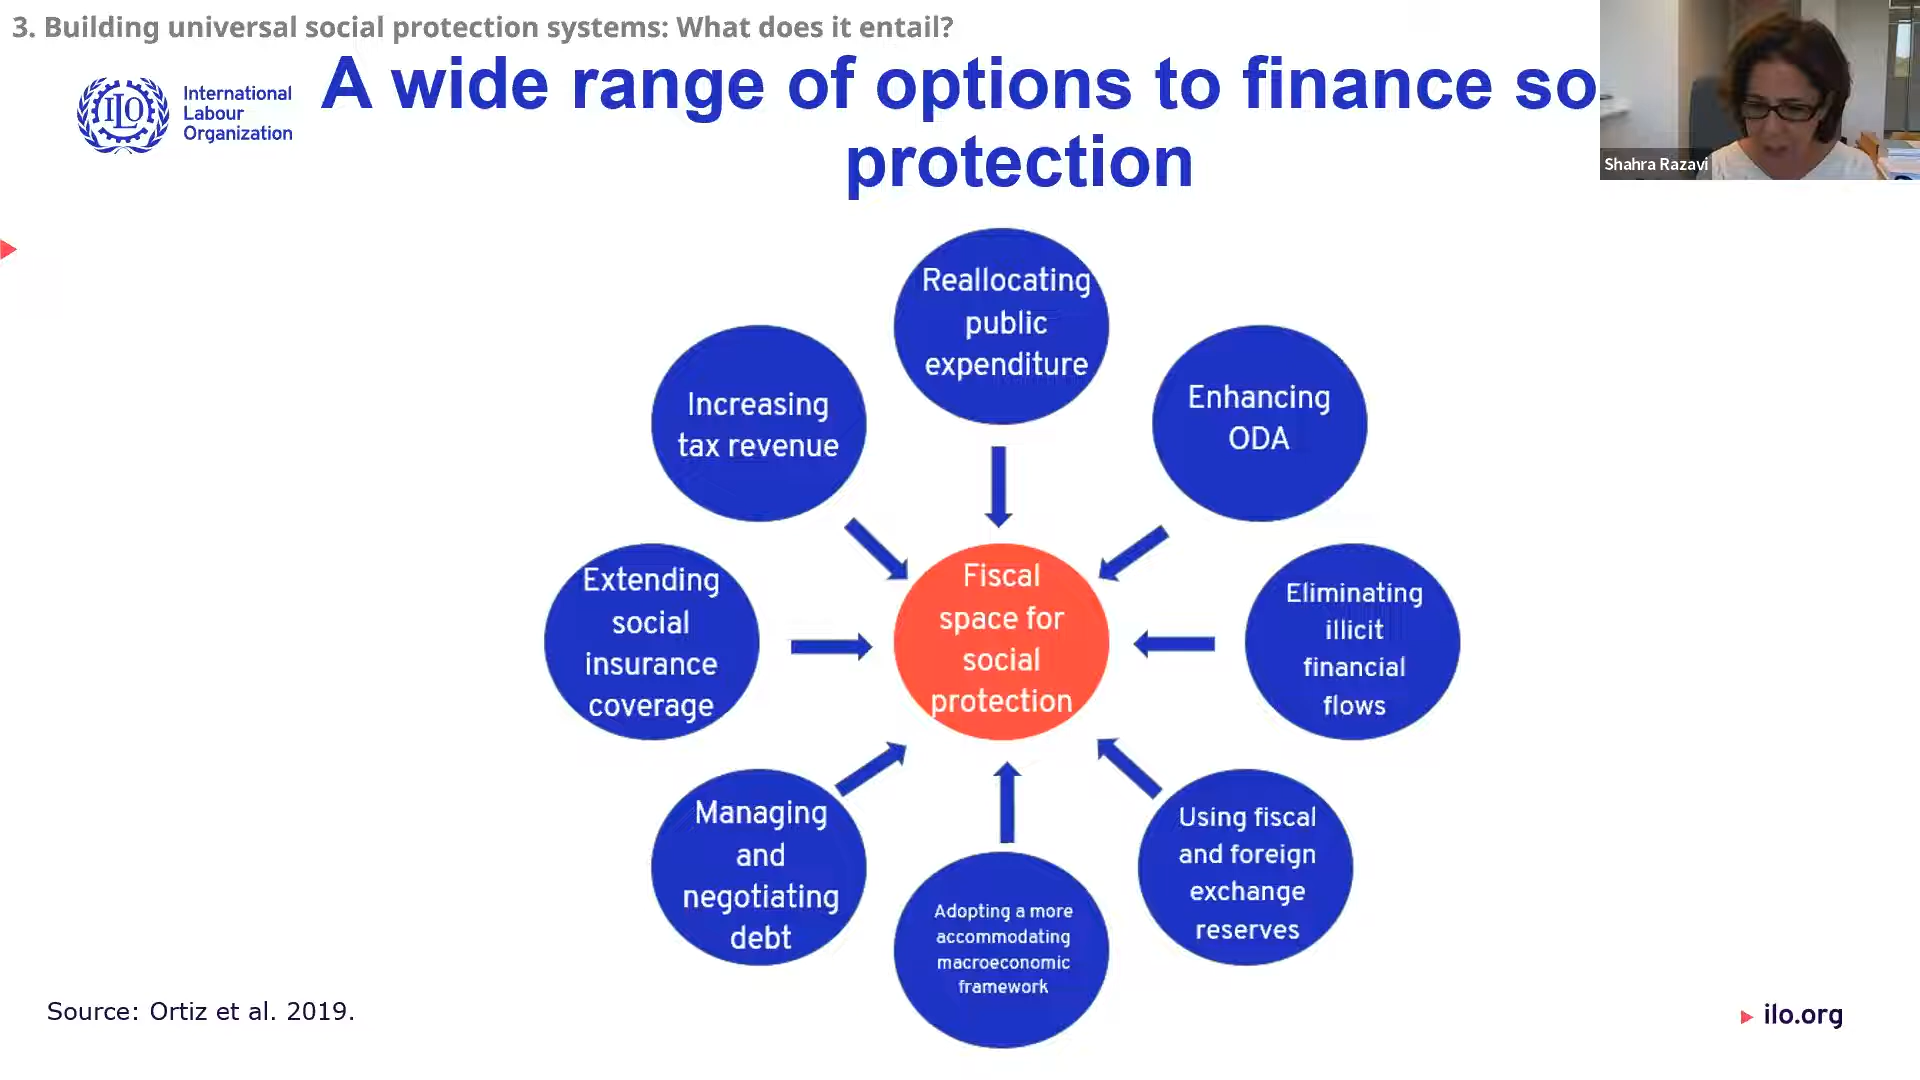 3. Building universal social protection systems: What does it entail?
A wide range of options to finance so
protection
International
Labour
Organization
ILO
Shahra Razavi
Reallocating
public
expenditure
Increasing
tax revenue
Enhancing
ODA
Extending
social
insurance
coverage
Fiscal
space for
social
protection
Eliminating
illicit
financial
flows
Managing
and
negotiating
debt
Adopting a more
accommodating
macroeconomic
framework
Using fiscal
and foreign
exchange
reserves
Source: Ortiz et al. 2019.
ilo.org